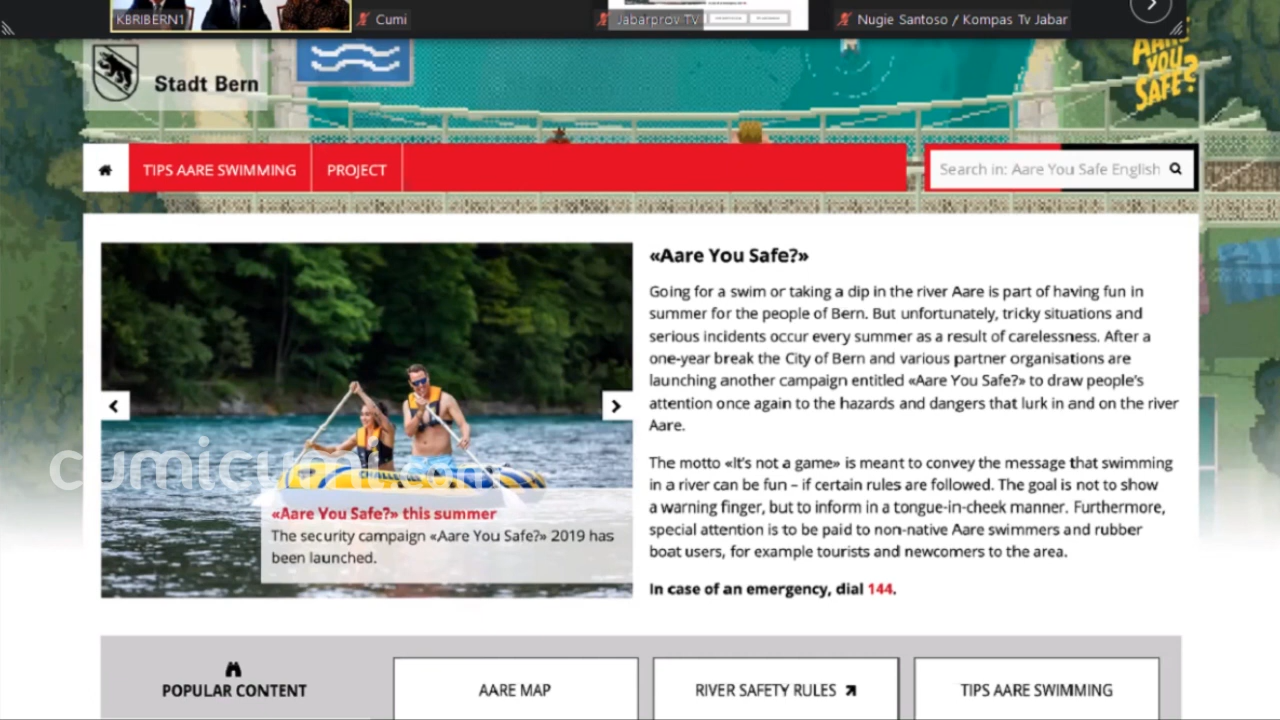 KBRIBERN1
Cumi
Jabarprov TV
Nugie Santoso / Kompas Tv Jabar
Stadt Bern
AARE
YOU
SAFE?
TIPS AARE SWIMMING
PROJECT
Search in: Aare You Safe English
«Aare You Safe?»
Going for a swim or taking a dip in the river Aare is part of having fun in
summer for the people of Bern. But unfortunately, tricky situations and
serious incidents occur every summer as a result of carelessness. After a
one-year break the City of Bern and various partner organisations are
launching another campaign entitled «Aare You Safe?» to draw people's
attention once again to the hazards and dangers that lurk in and on the river
Aare.
The motto «It's not a game» is meant to convey the message that swimming
in a river can be fun – if certain rules are followed. The goal is not to show
a warning finger, but to inform in a tongue-in-cheek manner. Furthermore,
special attention is to be paid to non-native Aare swimmers and rubber
boat users, for example tourists and newcomers to the area.
In case of an emergency, dial 144.
cumicumi.com
«Aare You Safe?» this summer
The security campaign «Aare You Safe?» 2019 has
been launched.
POPULAR CONTENT
AARE MAP
RIVER SAFETY RULES
TIPS AARE SWIMMING